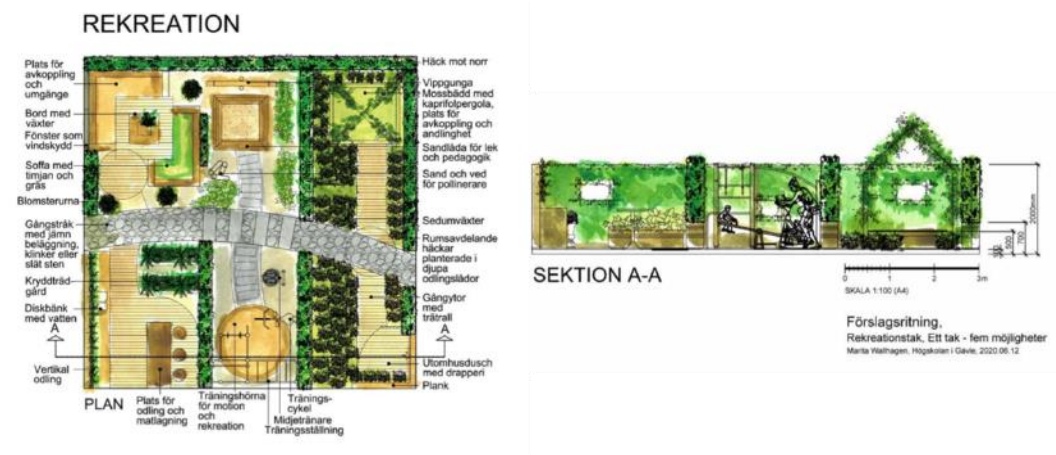 REKREATION
Plats för
avkoppling
och
umgänge
Bord med
växter
Fönster som
vindskydd
Soffa med
timjan och
gräs
Blomsterurna
Gångstråk
med jämn
beläggning,
klinker eller
slät sten
Kryddträd-
gård
Diskbänk
med vatten
A
Vertikal
odling
PLAN
Plats för
odling och
matlagning
Träningshörna
för motion
och
rekreation
Tränings-
cykel
Midjetränare
Träningsställning
Häck mot norr
Vippgunga
Mossbädd med
kaprifolpergola,
plats för
avkoppling och
andlighet
Sandlåda för lek
och pedagogik
Sand och ved
för pollinerare
Sedumväxter
Rumsavdelande
häckar
planterade i
djupa
odlingslådor
Gångytor
med
trätrall
A
Utomhusdusch
med draperi
Plank
2000mm
700
500
SEKTION A-A
0 1 2 3m
SKALA 1:100 (A4)
Förslagsritning,
Rekreationstak, Ett tak - fem möjligheter
Marita Wallhagen, Högskolan i Gävle, 2020.06.12